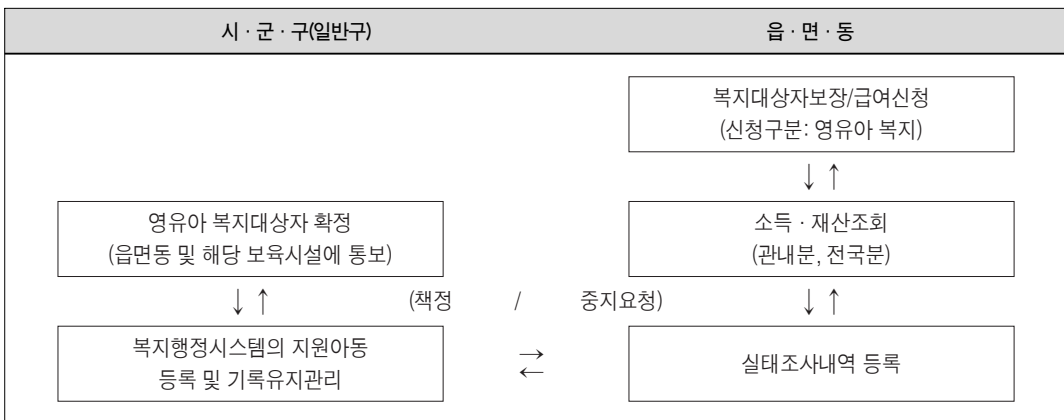 시 · 군 · 구(일반구)
읍 · 면 · 동
복지대상자보장/급여신청
(신청구분: 영유아 복지)
↓ ↑
영유아 복지대상자 확정
(읍면동 및 해당 보육시설에 통보)
소득 · 재산조회
(관내분, 전국분)
↓ ↑
(책정 / 중지요청)
↓ ↑
복지행정시스템의 지원아동
등록 및 기록유지관리
→
←
실태조사내역 등록